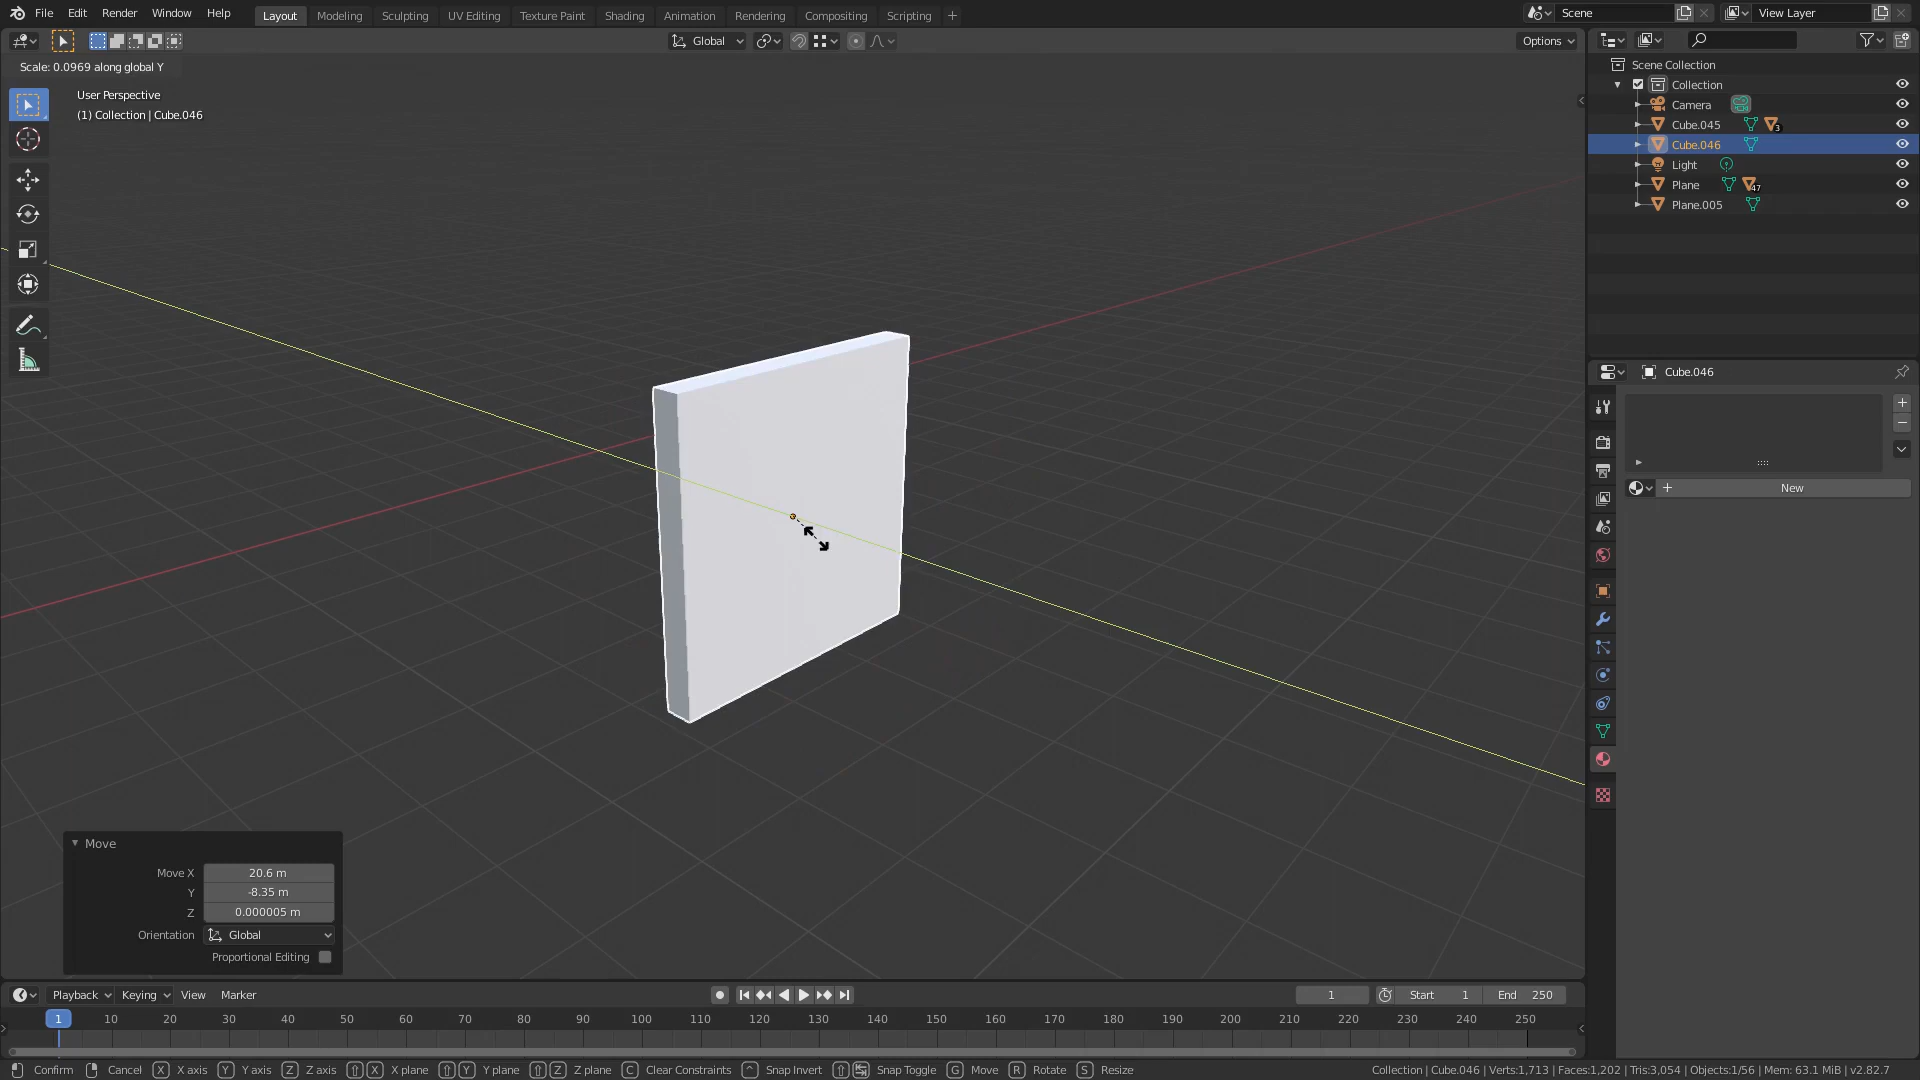 File Edit Render Window Help Layout Modeling Sculpting UV Editing Texture Paint Shading Animation Rendering Compositing Scripting Scene View Layer
Global Options
Scale: 0.0969 along global Y
User Perspective
(1) Collection | Cube.046
Scene Collection
Collection
Camera
Cube.045 3
Cube.046
Light
Plane 47
Plane.005
Cube.046
New
Move
Move X 20.6 m
Y -8.35 m
Z 0.000005 m
Orientation Global
Proportional Editing
Playback Keying View Marker 1 Start 1 End 250
1 10 20 30 40 50 60 70 80 90 100 110 120 130 140 150 160 170 180 190 200 210 220 230 240 250
Confirm Cancel X X axis Y Y axis Z Z axis X X plane Y Y plane Z Z plane C Clear Constraints ^ Snap Invert Snap Toggle G Move R Rotate S Resize Collection | Cube.046 | Verts:1,713 | Faces:1,202 | Tris:3,054 | Objects:1/56 | Mem: 63.1 MiB | v2.82.7